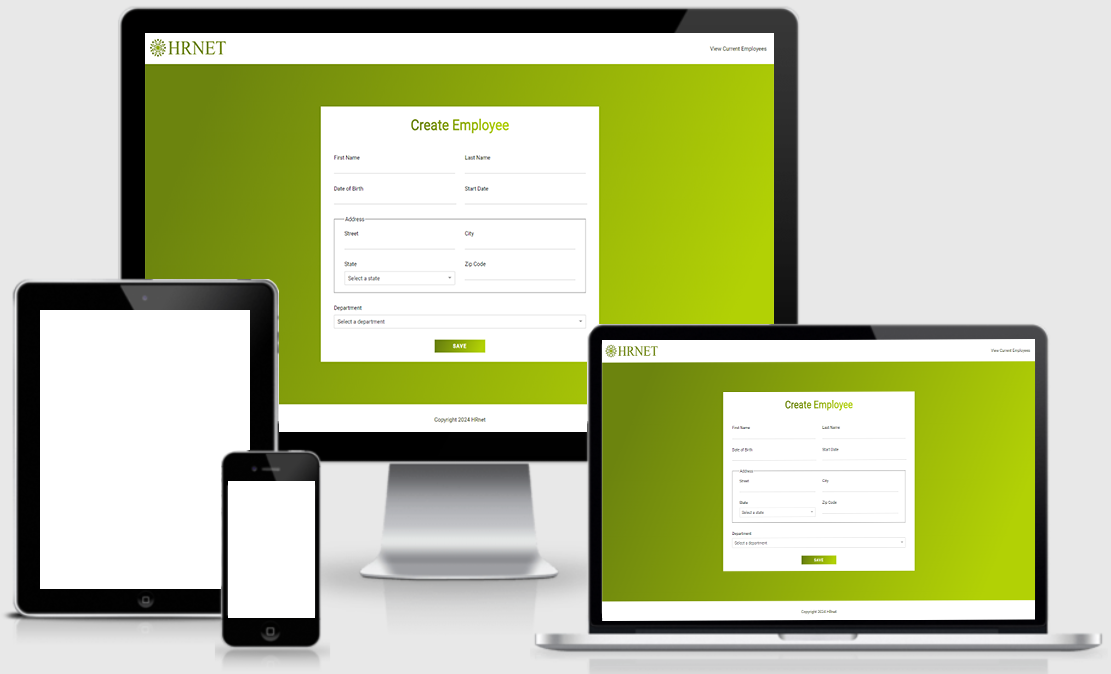 HRNET
View Current Employees
Create Employee
First Name
Last Name
Date of Birth
Start Date
Address
Street
City
State
Zip Code
Select a state
Department
Select a department
SAVE
Copyright 2024 HRnet
HRNET
View Current Employees
Create Employee
First Name
Last Name
Date of Birth
Start Date
Address
Street
City
State
Zip Code
Select a state
Department
Select a department
SAVE
Copyright 2024 HRnet